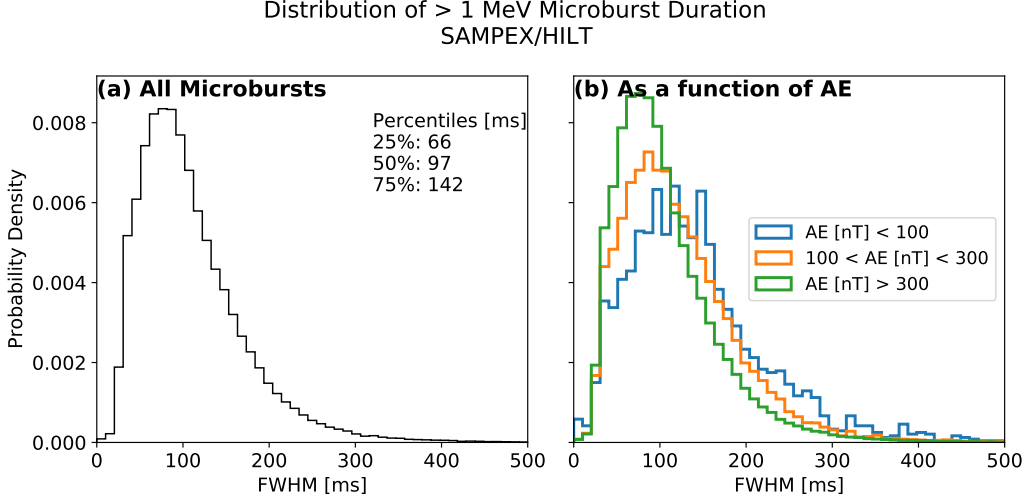 Distribution of > 1 MeV Microburst Duration
SAMPEX/HILT
(a) All Microbursts
Percentiles [ms]
25%: 66
50%: 97
75%: 142
Probability Density
0.008
0.006
0.004
0.002
0.000
0 100 200 300 400 500
FWHM [ms]
(b) As a function of AE
AE [nT] < 100
100 < AE [nT] < 300
AE [nT] > 300
0 100 200 300 400 500
FWHM [ms]